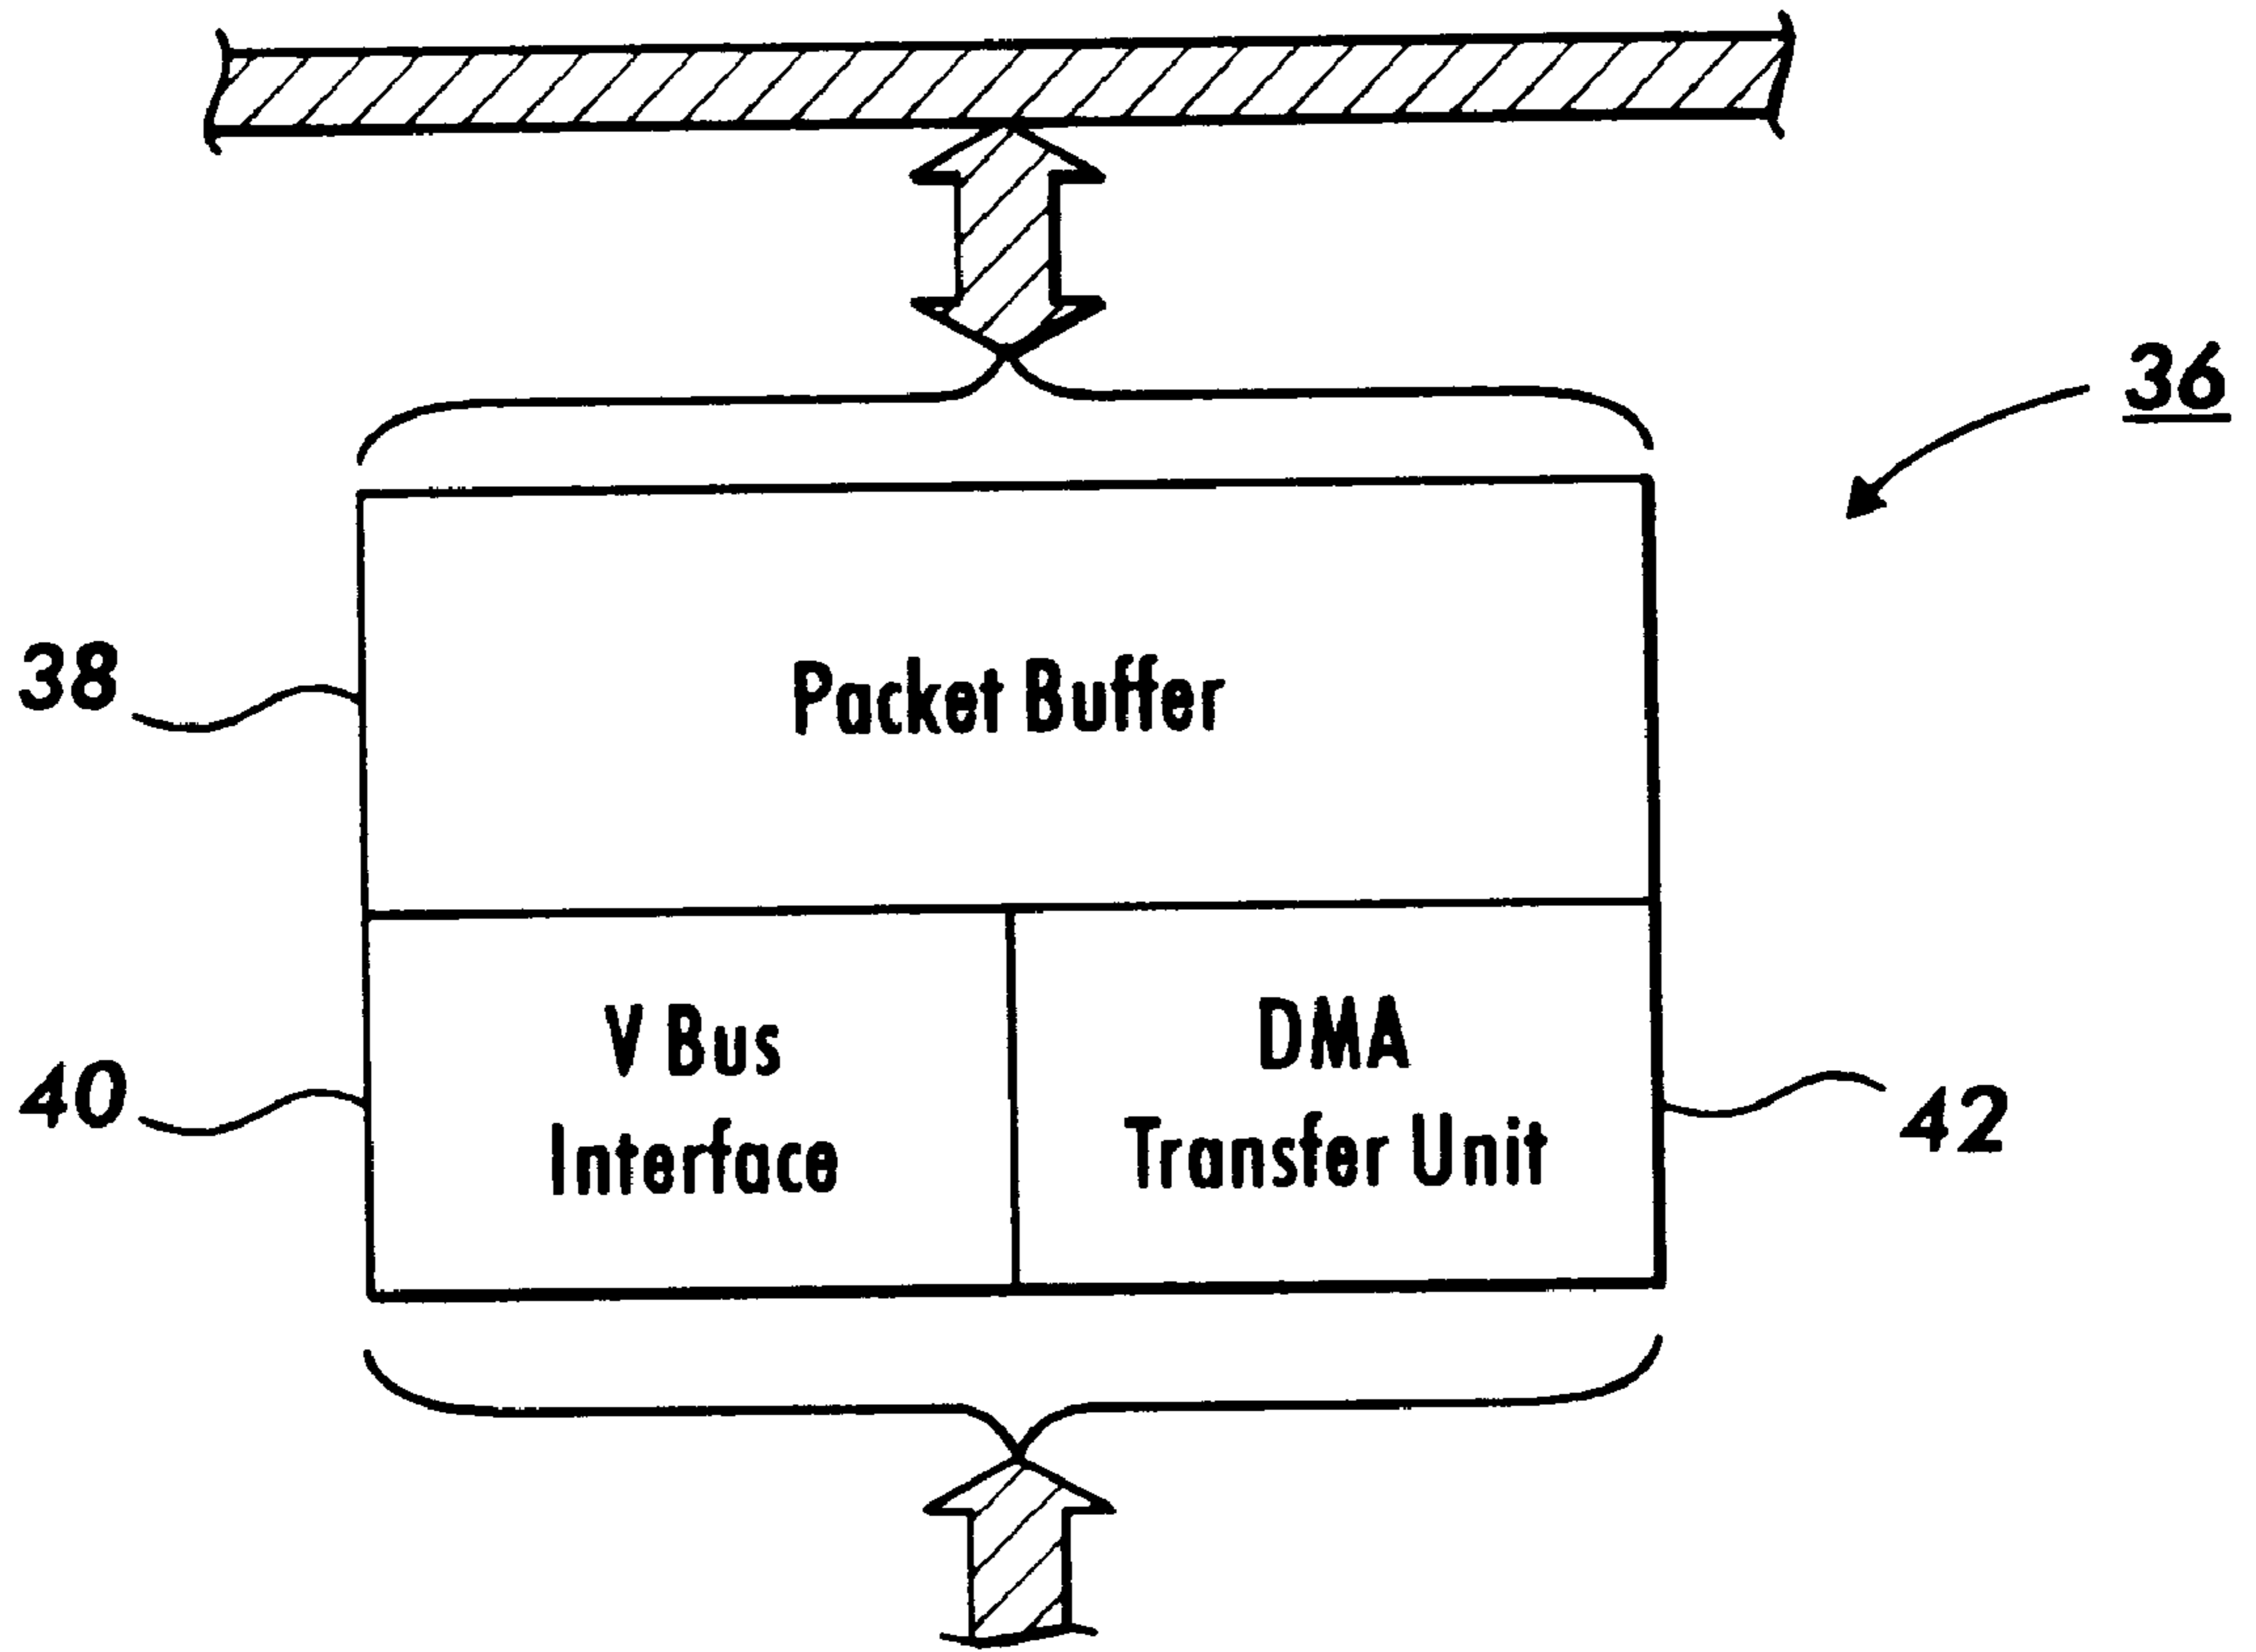 36
38
Packet Buffer
V Bus
Interface
DMA
Transfer Unit
40
42